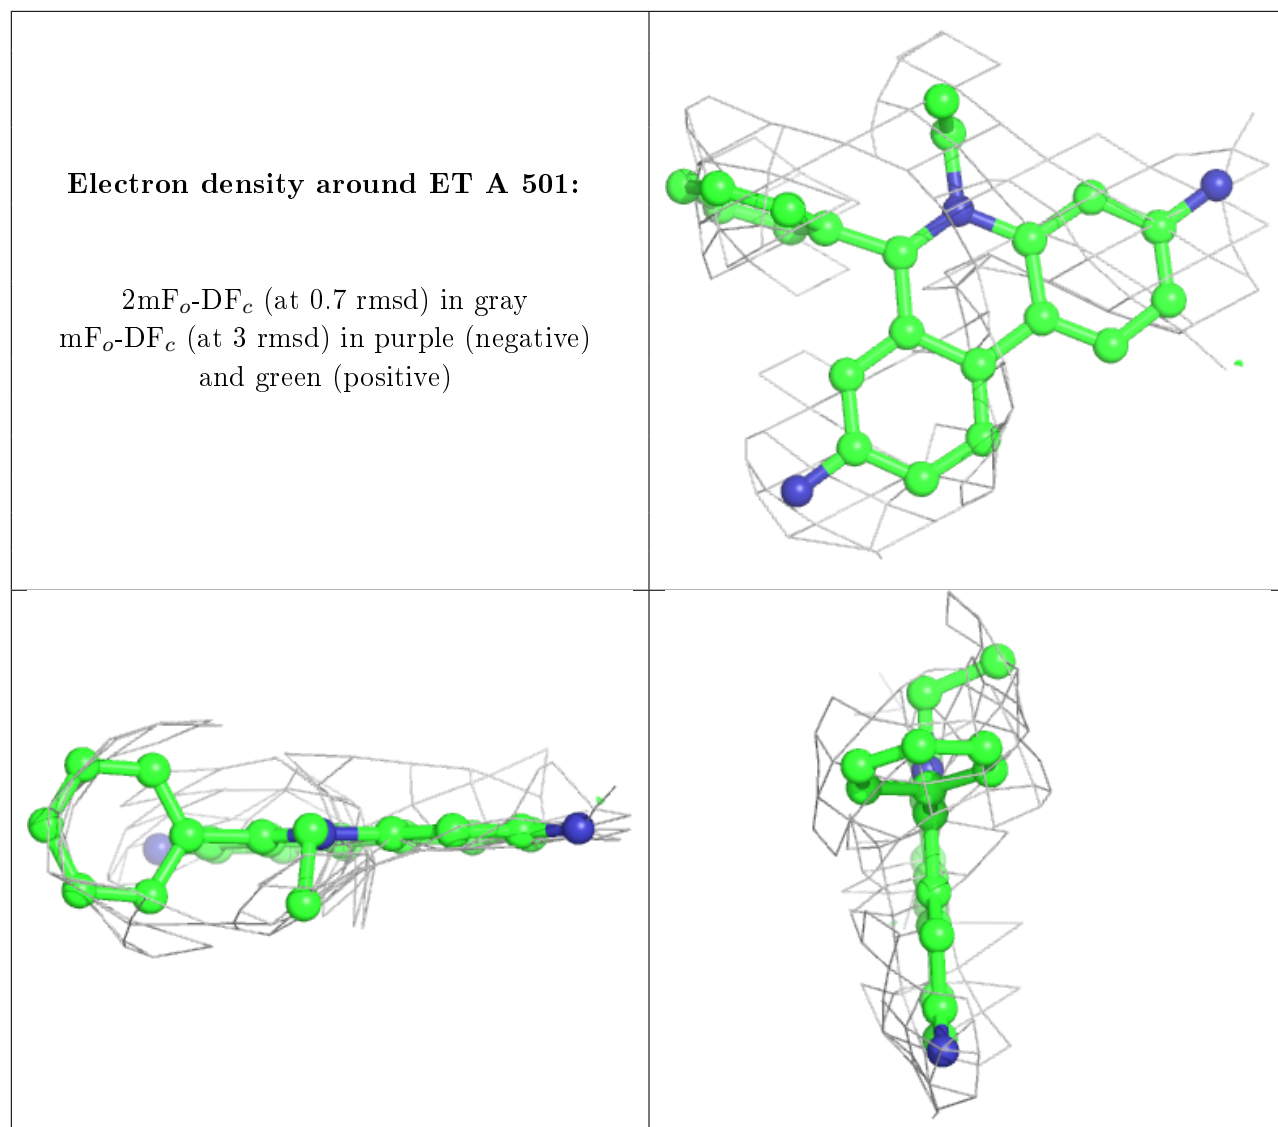 Electron density around ET A 501:
2mFo-DFc (at 0.7 rmsd) in gray
mFo-DFc (at 3 rmsd) in purple (negative)
and green (positive)